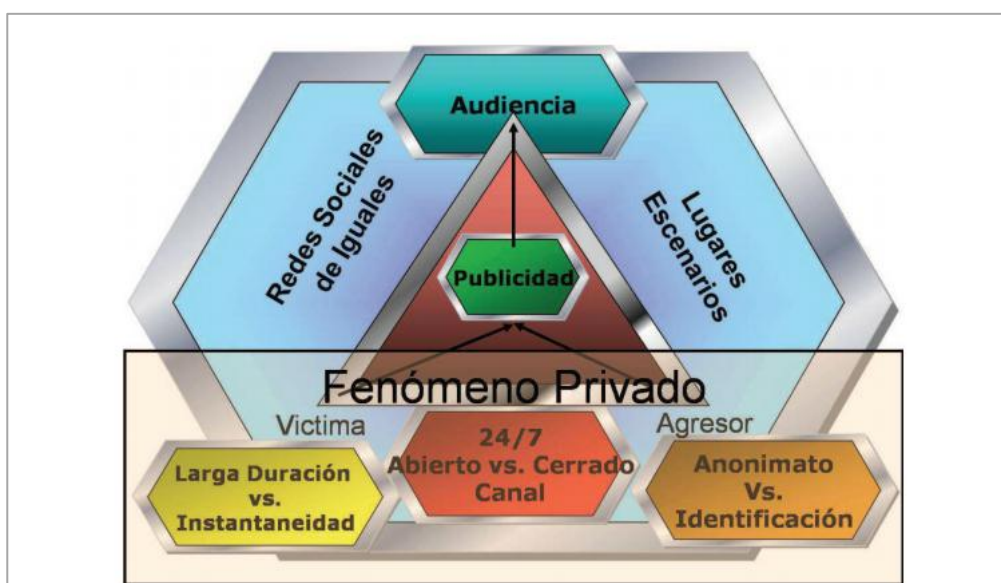 Audiencia
Redes Sociales
de Iguales
Lugares
Escenarios
Publicidad
Fenómeno Privado
Victima
Agresor
Larga Duración
vs.
Instantaneidad
24/7
Abierto vs. Cerrado
Canal
Anonimato
Vs.
Identificación